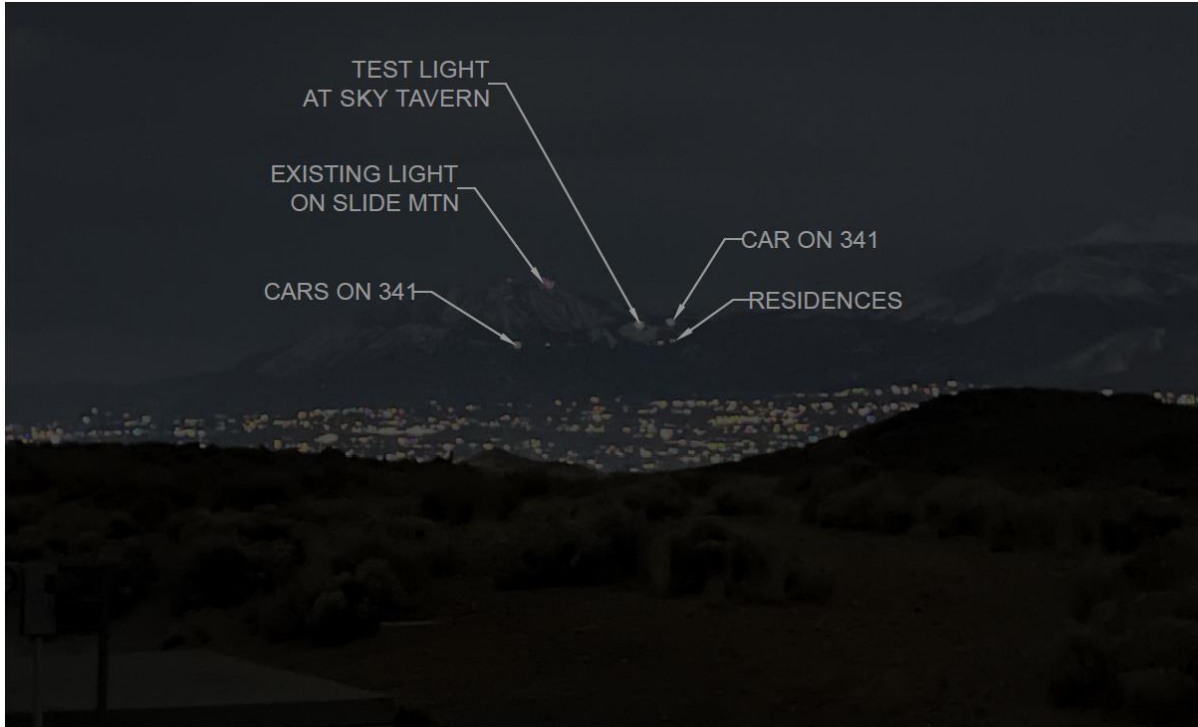 TEST LIGHT
AT SKY TAVERN
EXISTING LIGHT
ON SLIDE MTN
CAR ON 341
CARS ON 341
RESIDENCES